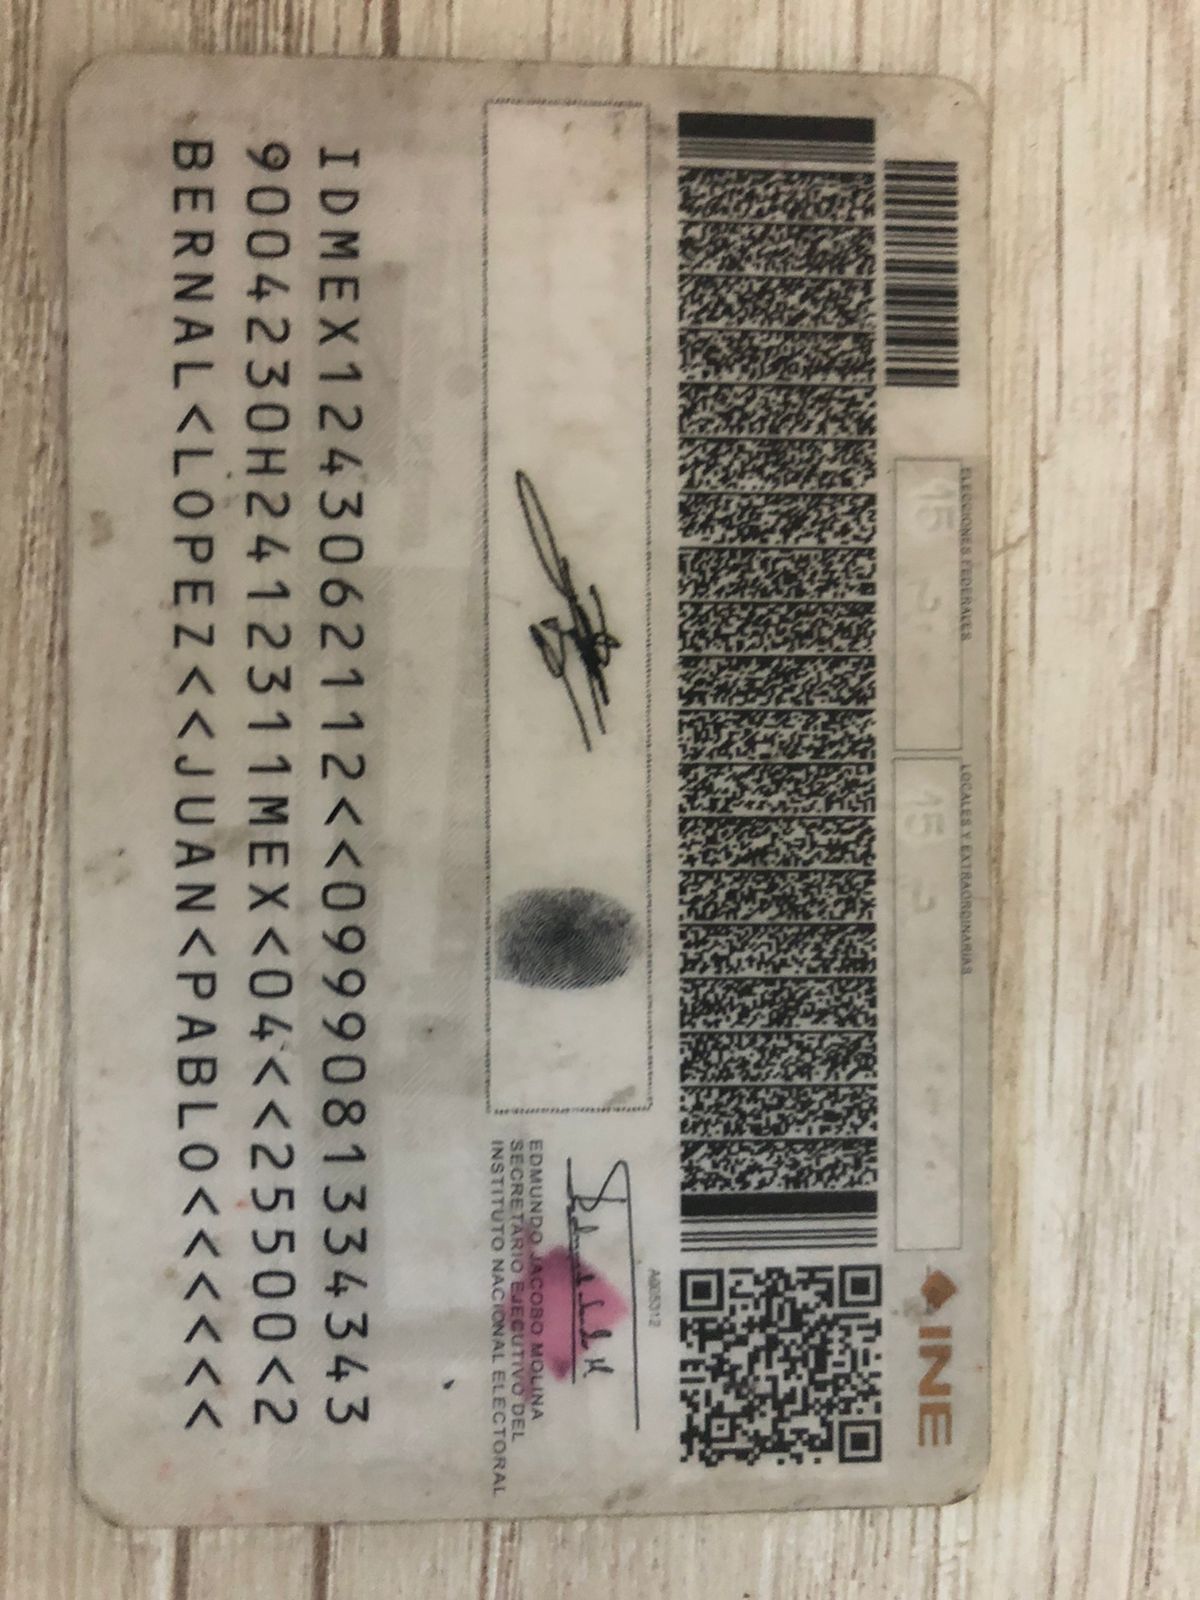 ELECCIONES FEDERALES
LOCALES Y EXTRAORDINARIAS
INE
15
15
EDMUNDO JACOBO MOLINA
SECRETARIO EJECUTIVO DEL
INSTITUTO NACIONAL ELECTORAL
IDMEX1243062112<<0999081334343
9004230H2412311MEX<04<<25500<2
BERNAL<LOPEZ<<JUAN<PABLO<<<<<<